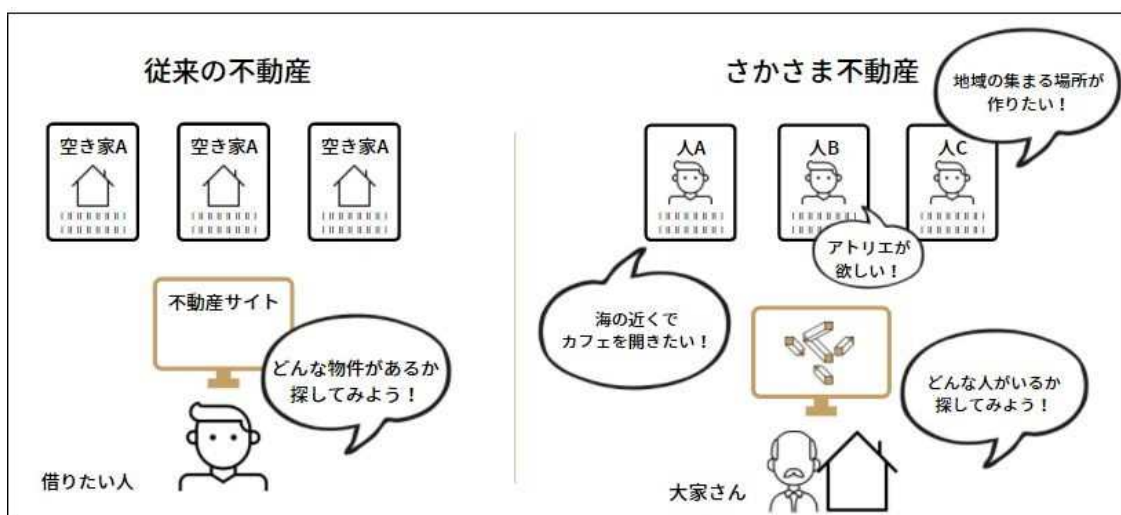 従来の不動産
空き家A
空き家A
空き家A
不動産サイト
どんな物件があるか
探してみよう！
借りたい人
さかさま不動産
地域の集まる場所が
作りたい！
人A
人B
人C
アトリエが
欲しい！
海の近くで
カフェを開きたい！
どんな人がいるか
探してみよう！
大家さん